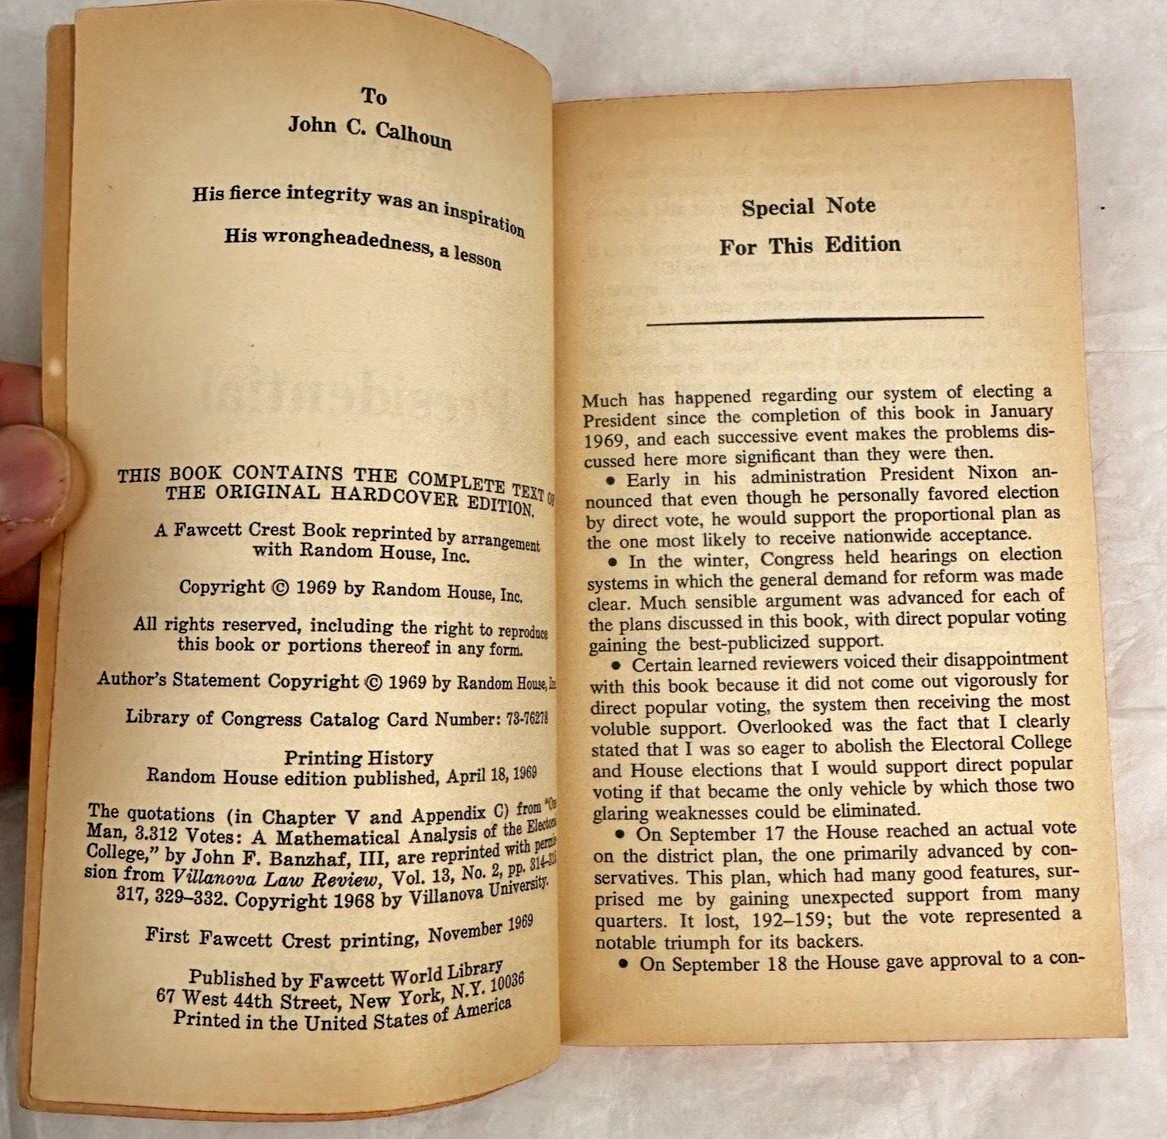 To
John C. Calhoun
His fierce integrity was an inspiration
His wrongheadedness, a lesson
THIS BOOK CONTAINS THE COMPLETE TEXT OF
THE ORIGINAL HARDCOVER EDITION.
A Fawcett Crest Book reprinted by arrangement
with Random House, Inc.
Copyright © 1969 by Random House, Inc.
All rights reserved, including the right to reproduce
this book or portions thereof in any form.
Author's Statement Copyright © 1969 by Random House, Inc
Library of Congress Catalog Card Number: 73-76278
Printing History
Random House edition published, April 18, 1969
The quotations (in Chapter V and Appendix C) from "One
Man, 3.312 Votes: A Mathematical Analysis of the Electoral
College," by John F. Banzhaf, III, are reprinted with permis-
sion from Villanova Law Review, Vol. 13, No. 2, pp.
317, 329–332. Copyright 1968 by Villanova University.
First Fawcett Crest printing, November 1969
Published by Fawcett World Library
67 West 44th Street, New York, N.Y. 10036
Printed in the United States of America
Special Note
For This Edition
Much has happened regarding our system of electing a
President since the completion of this book in January
1969, and each successive event makes the problems dis-
cussed here more significant than they were then.
• Early in his administration President Nixon an-
nounced that even though he personally favored election
by direct vote, he would support the proportional plan as
the one most likely to receive nationwide acceptance.
• In the winter, Congress held hearings on election
systems in which the general demand for reform was made
clear. Much sensible argument was advanced for each of
the plans discussed in this book, with direct popular voting
gaining the best-publicized support.
• Certain learned reviewers voiced their disappointment
with this book because it did not come out vigorously for
direct popular voting, the system then receiving the most
voluble support. Overlooked was the fact that I clearly
stated that I was so eager to abolish the Electoral College
and House elections that I would support direct popular
voting if that became the only vehicle by which those two
glaring weaknesses could be eliminated.
• On September 17 the House reached an actual vote
on the district plan, the one primarily advanced by con-
servatives. This plan, which had many good features, sur-
prised me by gaining unexpected support from many
quarters. It lost, 192–159; but the vote represented a
notable triumph for its backers.
• On September 18 the House gave approval to a con-